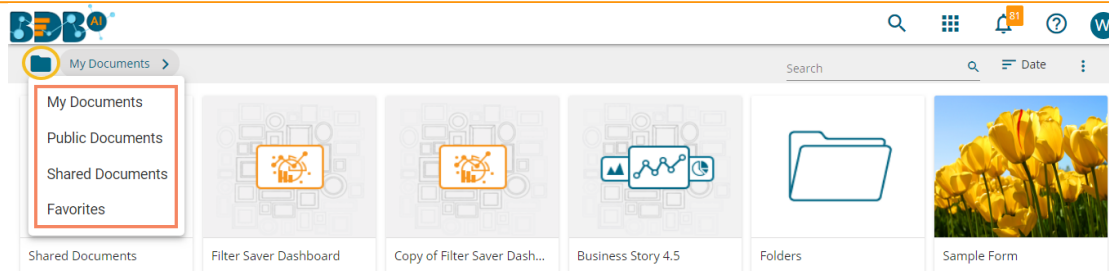 BDB AI
81
W
My Documents
Search
Date
My Documents
Public Documents
Shared Documents
Favorites
Shared Documents
Filter Saver Dashboard
Copy of Filter Saver Dash...
Business Story 4.5
Folders
Sample Form